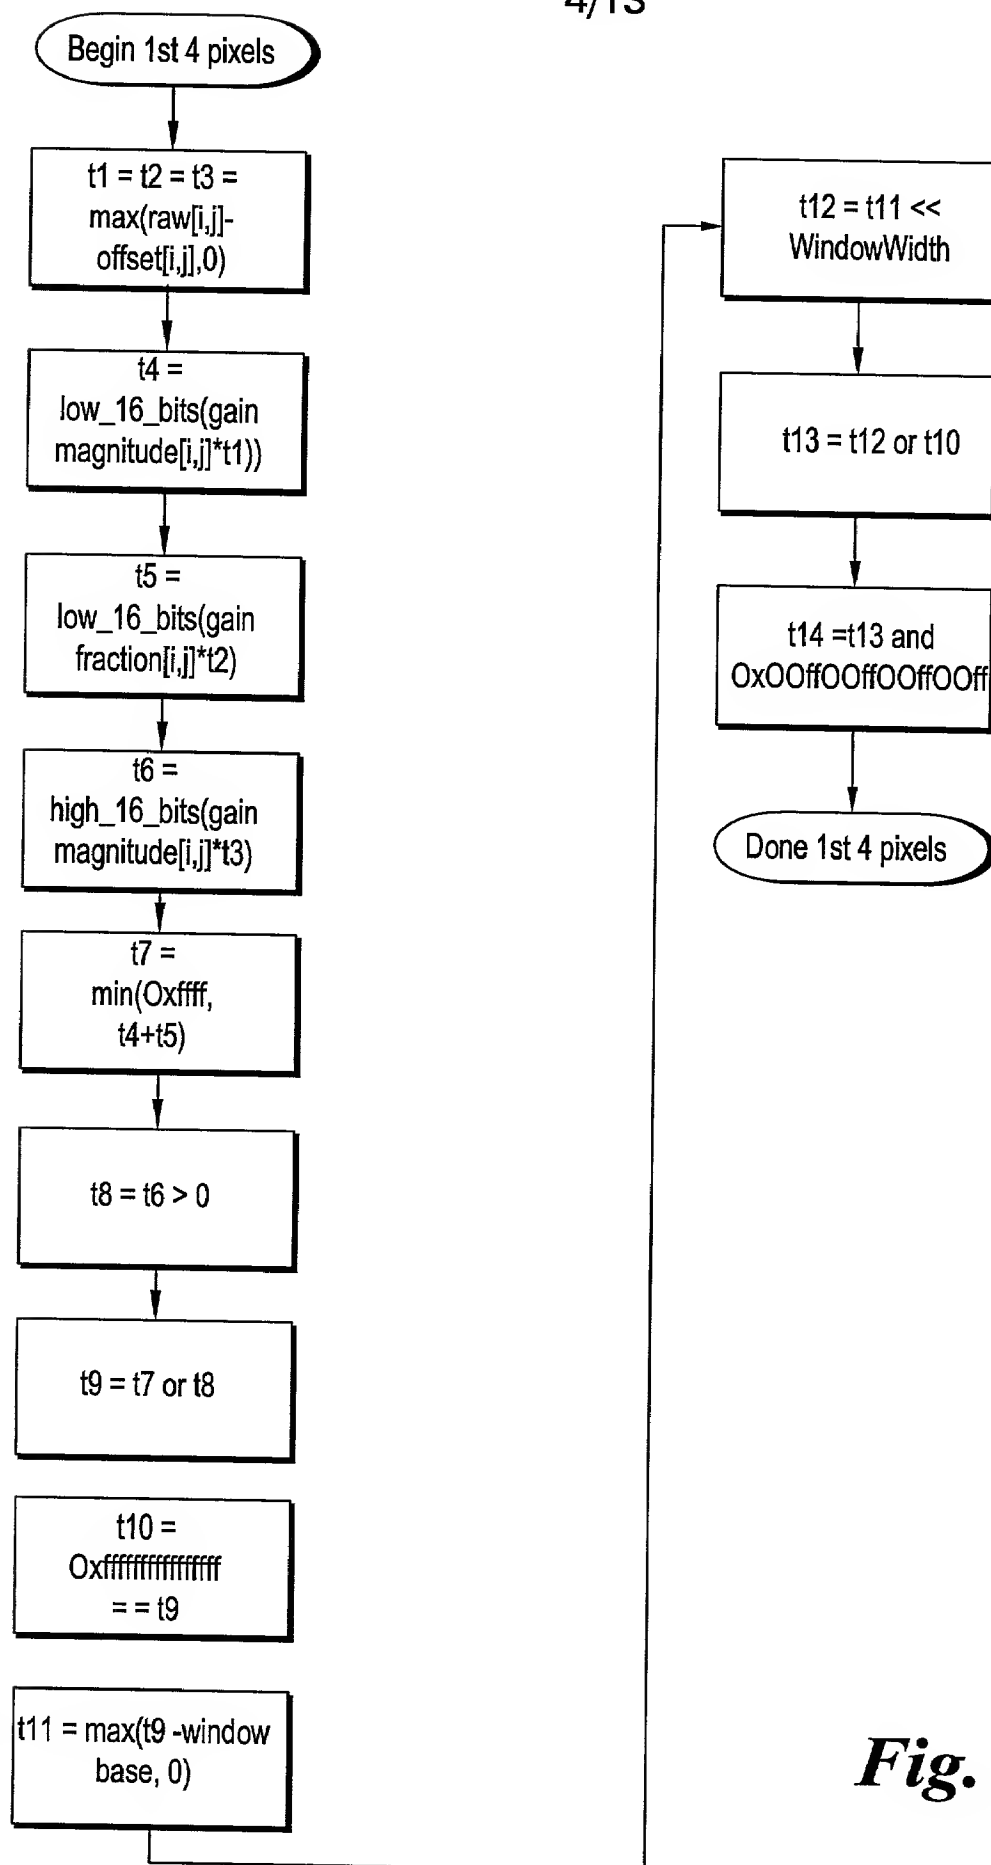 4/13
Begin 1st 4 pixels
t1 = t2 = t3 =
max(raw[i,j]-
offset[i,j],0)
t4 =
low_16_bits(gain
magnitude[i,j]*t1))
t5 =
low_16_bits(gain
fraction[i,j]*t2)
t6 =
high_16_bits(gain
magnitude[i,j]*t3)
t7 =
min(0xffff,
t4+t5)
t8 = t6 > 0
t9 = t7 or t8
t10 =
0xffffffffffffffff
= = t9
t11 = max(t9 -window
base, 0)
t12 = t11 <<
WindowWidth
t13 = t12 or t10
t14 =t13 and
0x00ff00ff00ff00ff
Done 1st 4 pixels
Fig.